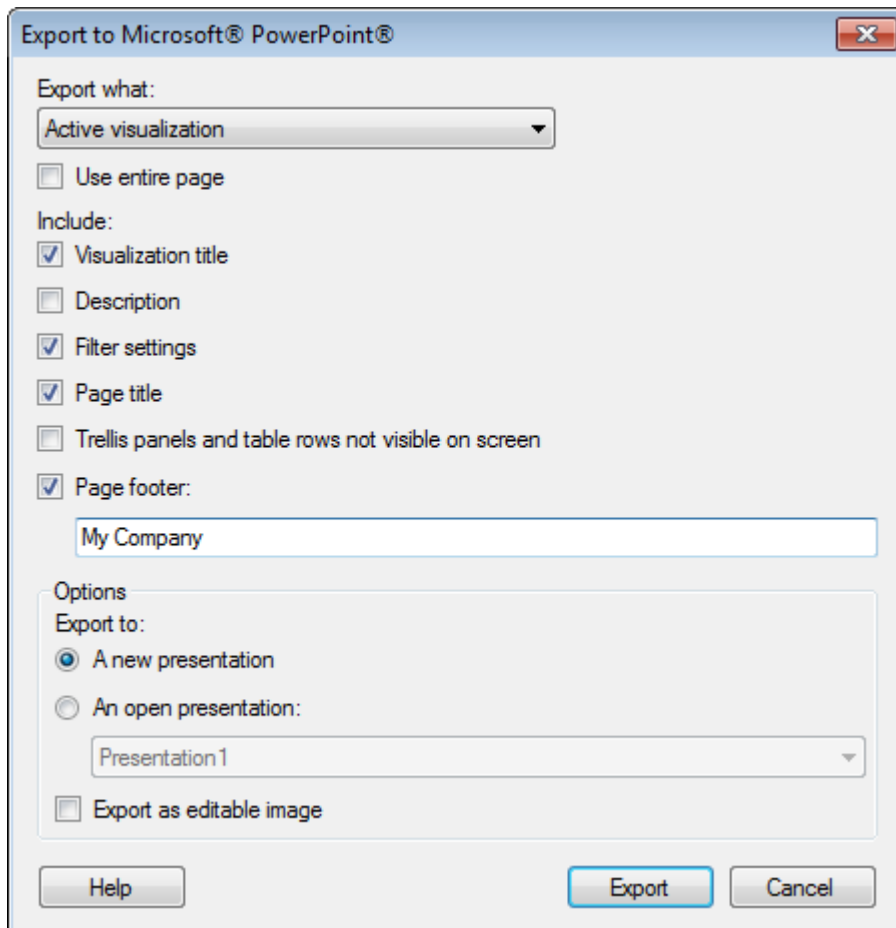 Export to Microsoft® PowerPoint®
Export what:
Active visualization
Use entire page
Include:
Visualization title
Description
Filter settings
Page title
Trellis panels and table rows not visible on screen
Page footer:
My Company
Options
Export to:
A new presentation
An open presentation:
Presentation1
Export as editable image
Help Export Cancel